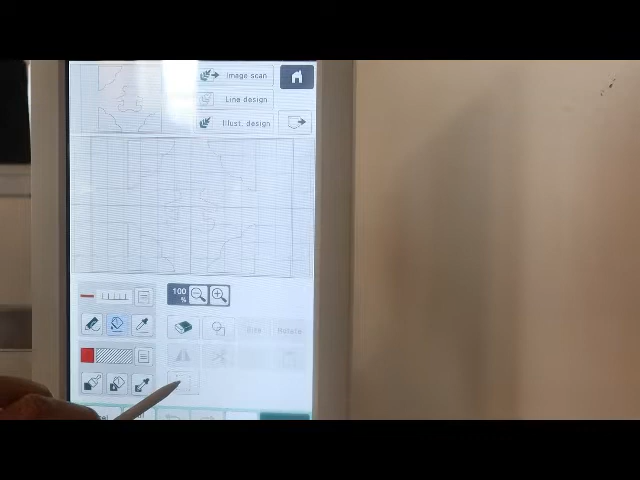 Image scan
Line design
Illust. design
100
%
Size
Rotate